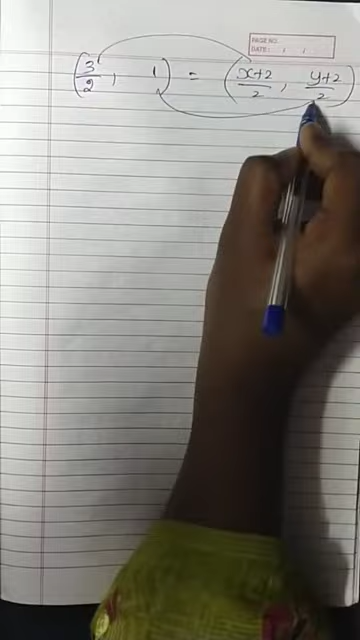 PAGE NO.
DATE: / /
(3/2, 1) = (x+2/2, y+2/2)